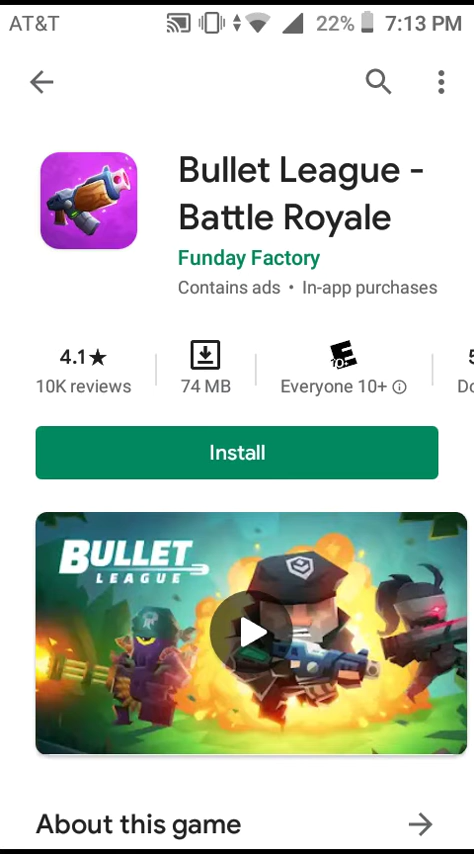 AT&T 22% 7:13 PM
Bullet League -
Battle Royale
Funday Factory
Contains ads • In-app purchases
4.1★
10K reviews
74 MB
E
10+
Everyone 10+
Install
BULLET
LEAGUE
About this game